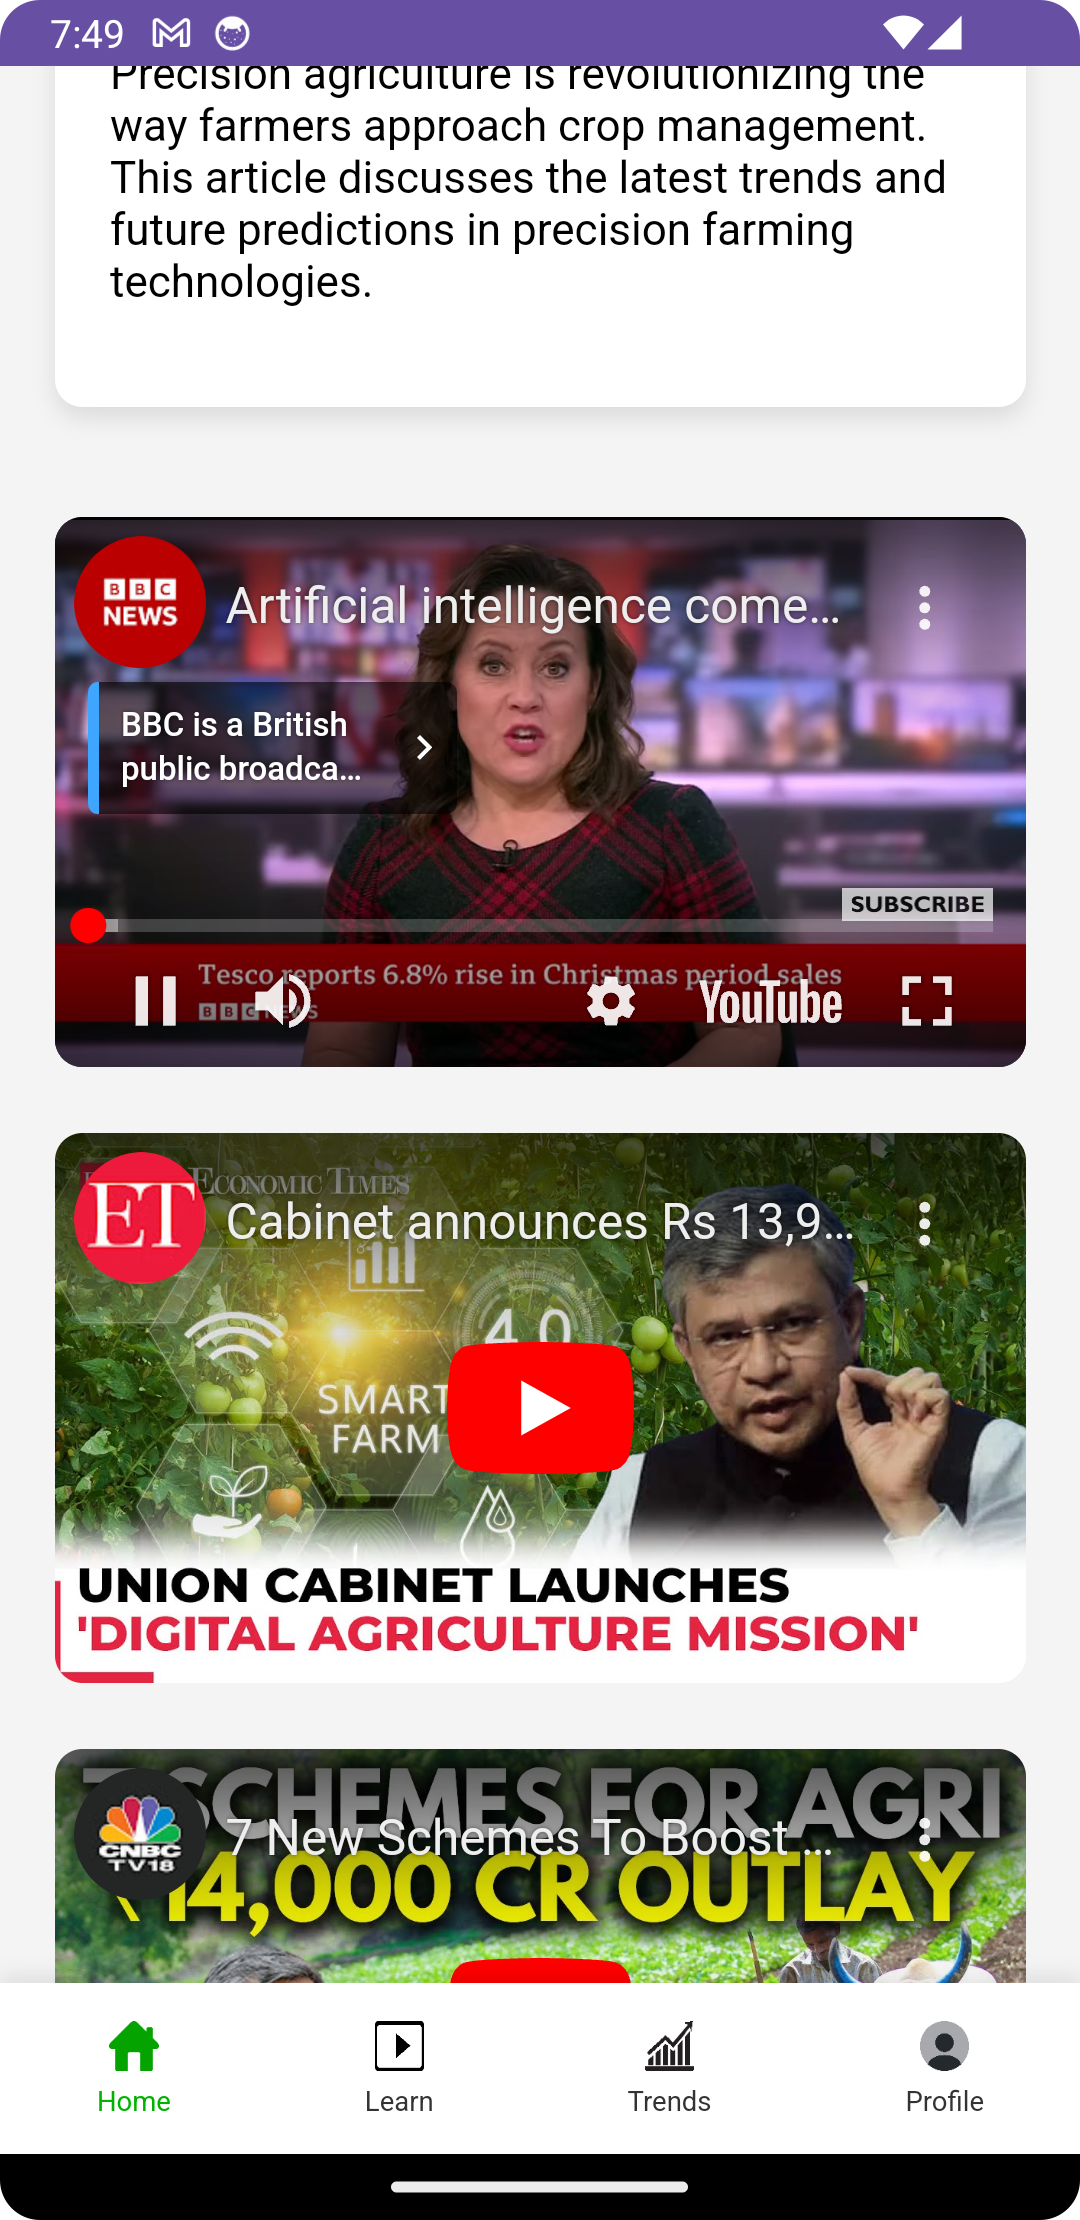 7:49
Precision agriculture is revolutionizing the
way farmers approach crop management.
This article discusses the latest trends and
future predictions in precision farming
technologies.
BBC
NEWS
Artificial intelligence come...
BBC is a British
public broadca...
SUBSCRIBE
Tesco reports 6.8% rise in Christmas period sales
BBC NEWS
YouTube
ECONOMIC TIMES
ET
Cabinet announces Rs 13,9...
4.0
SMART
FARM
UNION CABINET LAUNCHES
'DIGITAL AGRICULTURE MISSION'
7 SCHEMES FOR AGRI
CNBC
TV18
7 New Schemes To Boost ...
₹14,000 CR OUTLAY
Home
Learn
Trends
Profile